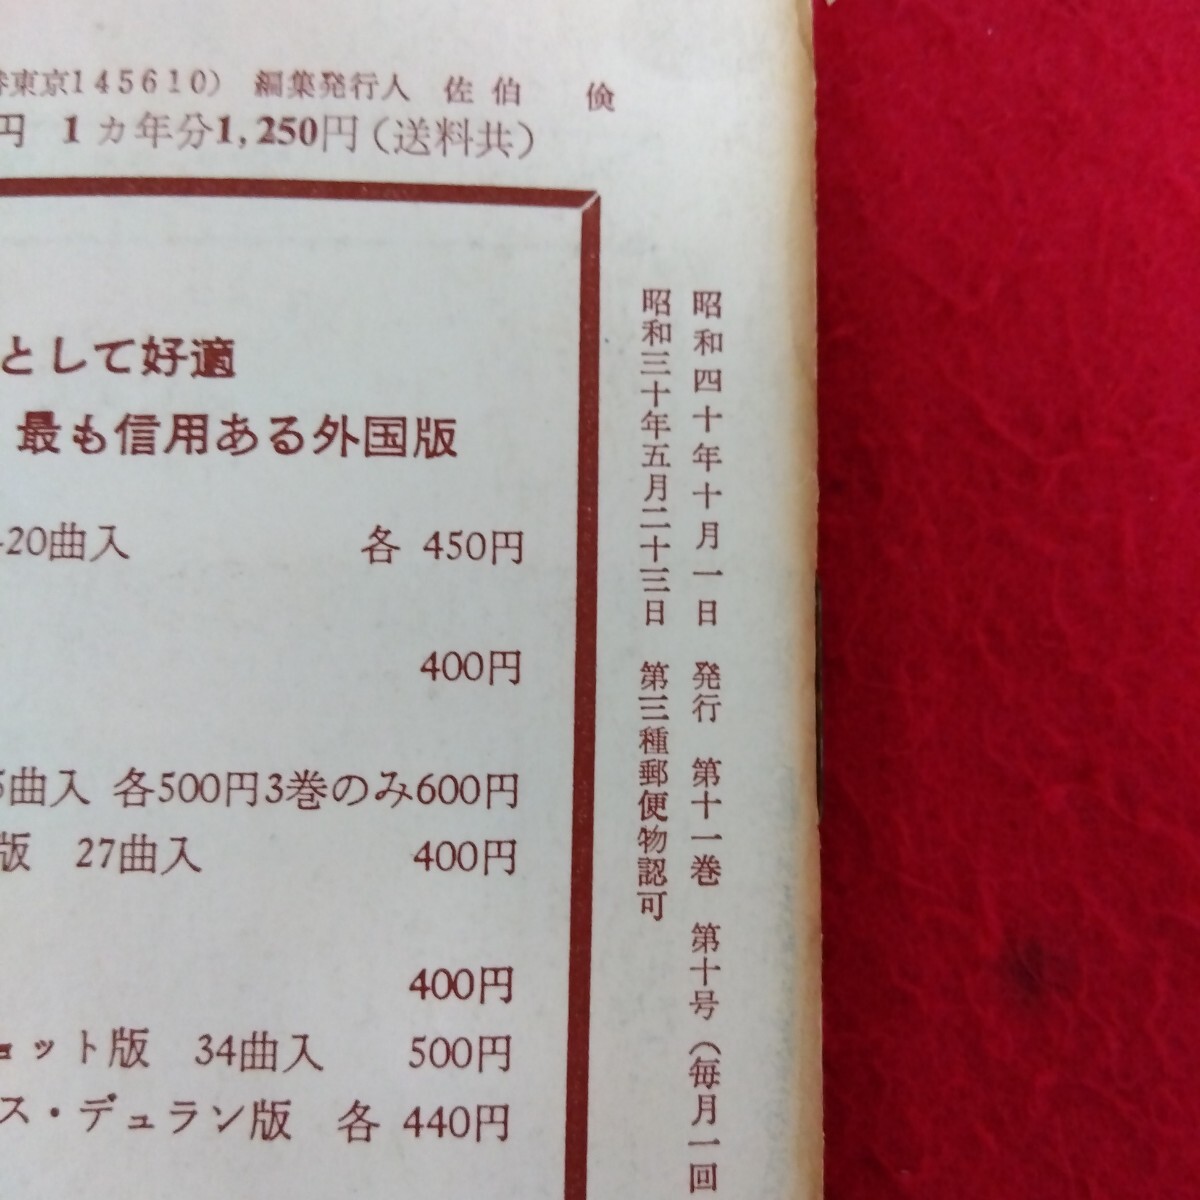 東京145610) 編集発行人 佐伯 倹
円 1カ年分1,250円(送料共)
として好適
最も信用ある外国版
-20曲入 各 450円
400円
5曲入 各500円3巻のみ600円
版 27曲入 400円
400円
ョット版 34曲入 500円
ス・デュラン版 各 440円
昭和四十年十月一日 発行 第十一巻 第十号(毎月一回
昭和三十年五月二十三日 第三種郵便物認可